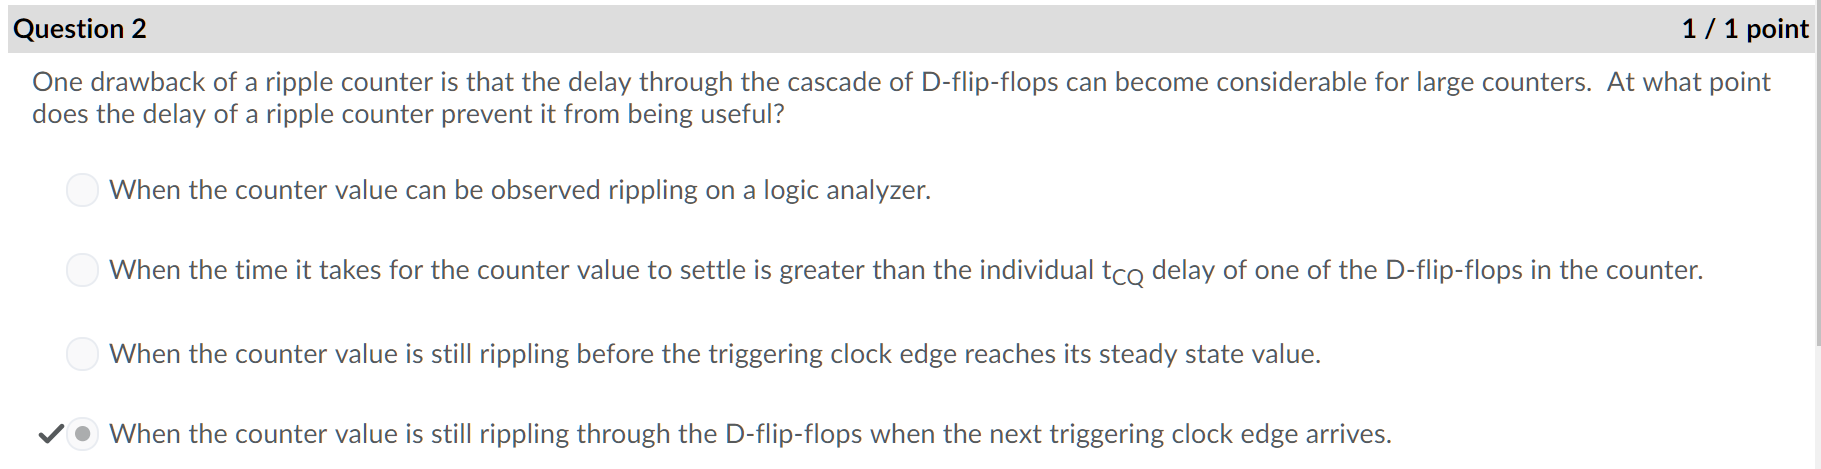 Question 2
1 / 1 point
One drawback of a ripple counter is that the delay through the cascade of D-flip-flops can become considerable for large counters.  At what point
does the delay of a ripple counter prevent it from being useful?
When the counter value can be observed rippling on a logic analyzer.
When the time it takes for the counter value to settle is greater than the individual tCQ delay of one of the D-flip-flops in the counter.
When the counter value is still rippling before the triggering clock edge reaches its steady state value.
When the counter value is still rippling through the D-flip-flops when the next triggering clock edge arrives.